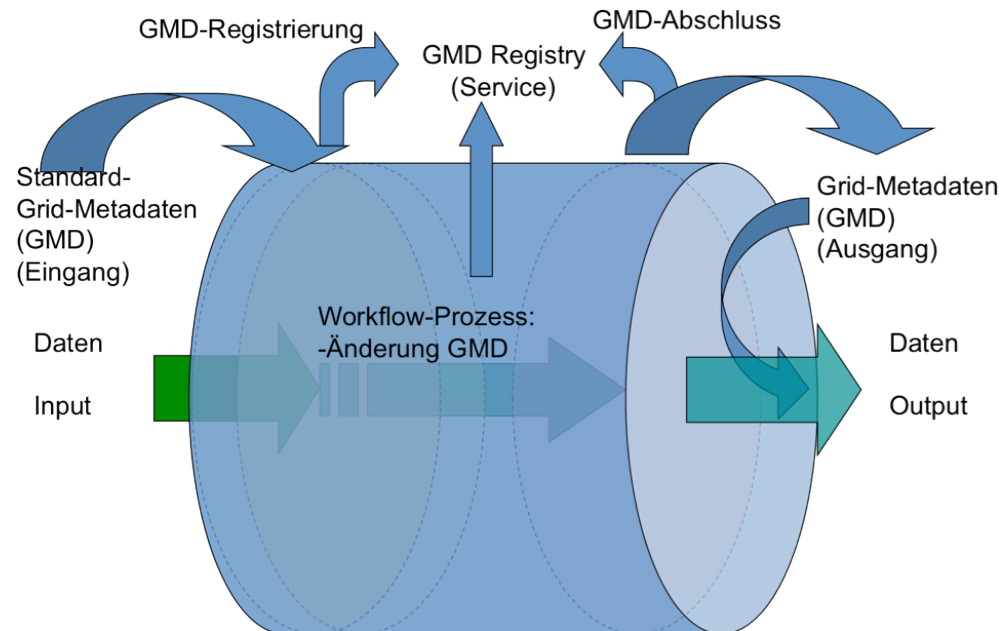 GMD-Registrierung
GMD-Abschluss
GMD Registry
(Service)
Standard-
Grid-Metadaten
(GMD)
(Eingang)
Grid-Metadaten
(GMD)
(Ausgang)
Workflow-Prozess:
-Änderung GMD
Daten
Input
Daten
Output